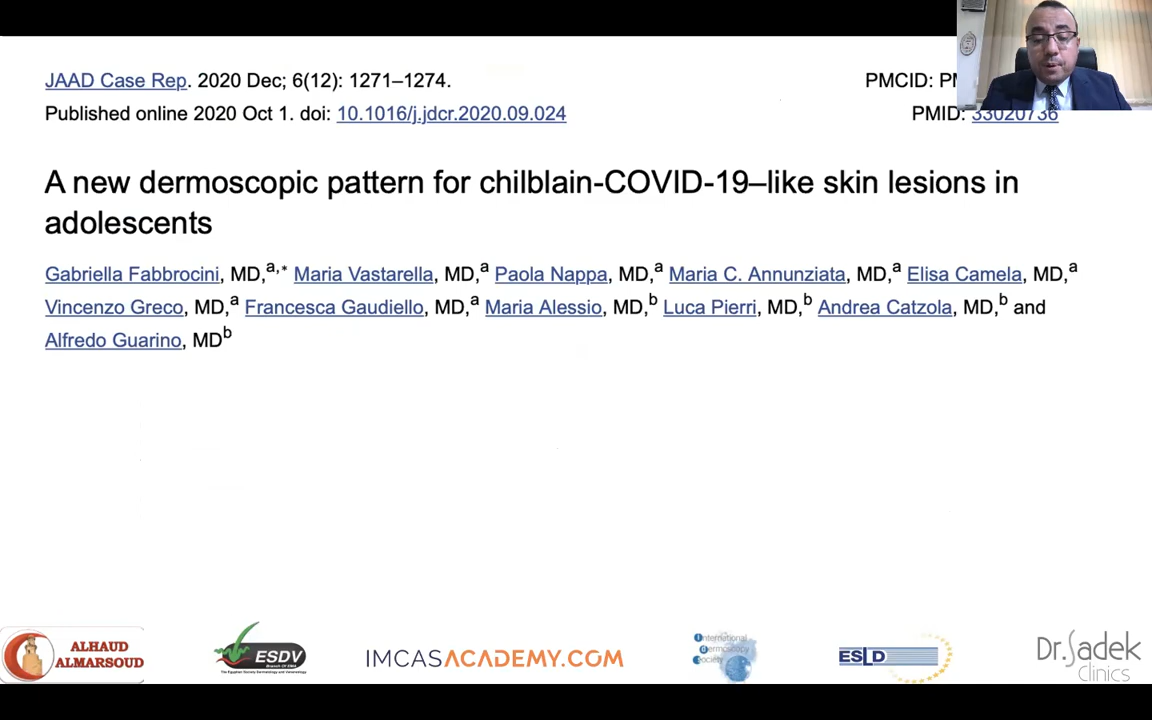 JAAD Case Rep. 2020 Dec; 6(12): 1271–1274.
PMCID:
Published online 2020 Oct 1. doi: 10.1016/j.jdcr.2020.09.024
PMID: 33020736
A new dermoscopic pattern for chilblain-COVID-19–like skin lesions in
adolescents
Gabriella Fabbrocini, MD,a,* Maria Vastarella, MD,a Paola Nappa, MD,a Maria C. Annunziata, MD,a Elisa Camela, MD,a
Vincenzo Greco, MD,a Francesca Gaudiello, MD,a Maria Alessio, MD,b Luca Pierri, MD,b Andrea Catzola, MD,b and
Alfredo Guarino, MDb
ALHAUD
ALMARSOUD
ESDV
IMCASACADEMY.COM
International
Dermoscopy
Society
ESLD
Dr.Sadek
Clinics